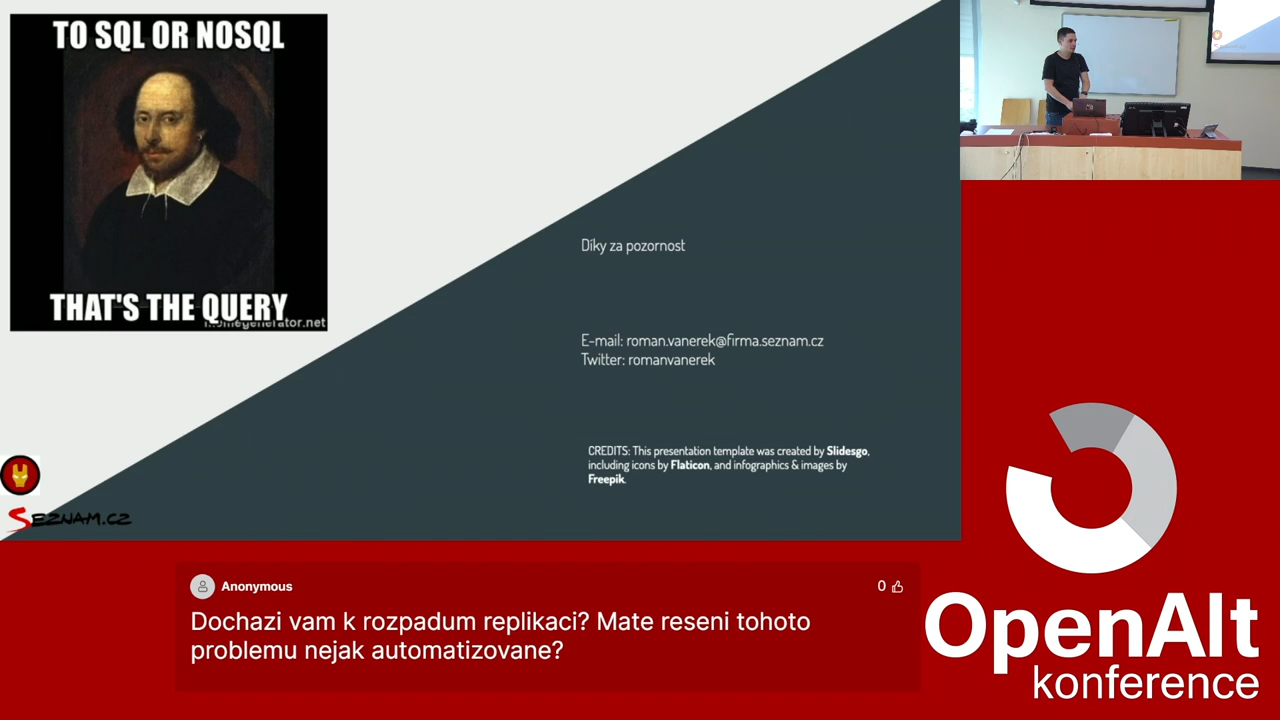 TO SQL OR NOSQL
THAT'S THE QUERY
Díky za pozornost
E-mail: roman.vanerek@firma.seznam.cz
Twitter: romanvanerek
CREDITS: This presentation template was created by Slidesgo,
including icons by Flaticon, and infographics & images by
Freepik.
SEZNAM.CZ
Anonymous
0
Dochazi vam k rozpadum replikaci? Mate reseni tohoto
problemu nejak automatizovane?
OpenAlt
konference